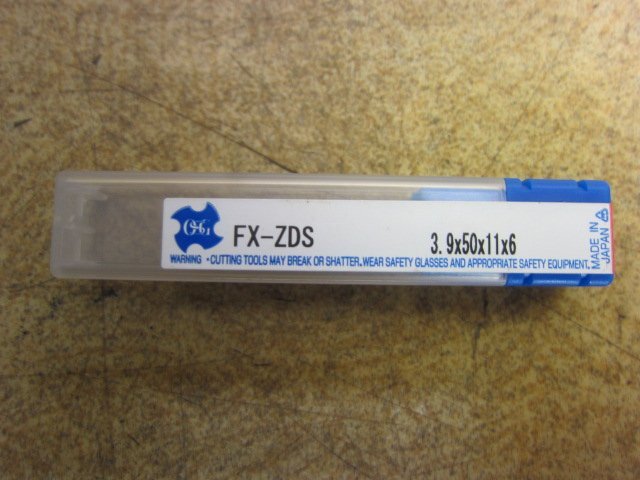 OSG
FX-ZDS
3.9x50x11x6
WARNING • CUTTING TOOLS MAY BREAK OR SHATTER. WEAR SAFETY GLASSES AND APPROPRIATE SAFETY EQUIPMENT.
MADE IN
JAPAN